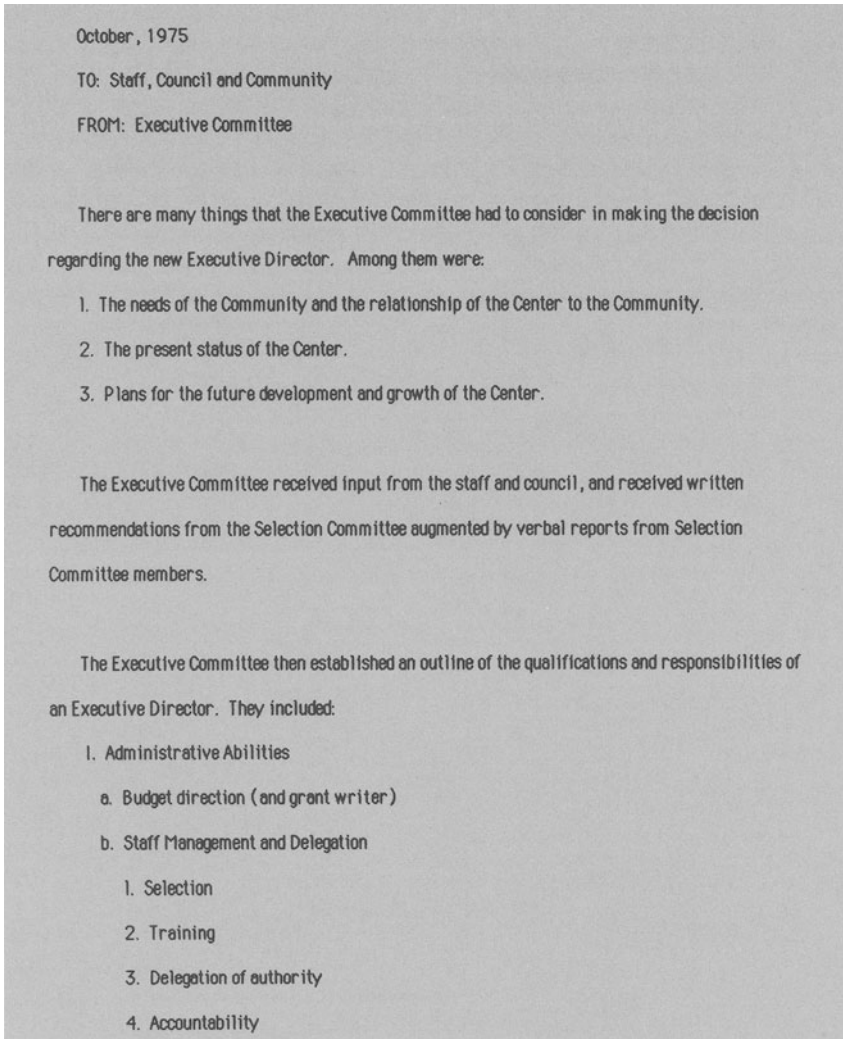 October, 1975
TO: Staff, Council and Community
FROM: Executive Committee
There are many things that the Executive Committee had to consider in making the decision
regarding the new Executive Director. Among them were:
1. The needs of the Community and the relationship of the Center to the Community.
2. The present status of the Center.
3. Plans for the future development and growth of the Center.
The Executive Committee received input from the staff and council, and received written
recommendations from the Selection Committee augmented by verbal reports from Selection
Committee members.
The Executive Committee then established an outline of the qualifications and responsibilities of
an Executive Director. They included:
I. Administrative Abilities
a. Budget direction (and grant writer)
b. Staff Management and Delegation
1. Selection
2. Training
3. Delegation of authority
4. Accountability